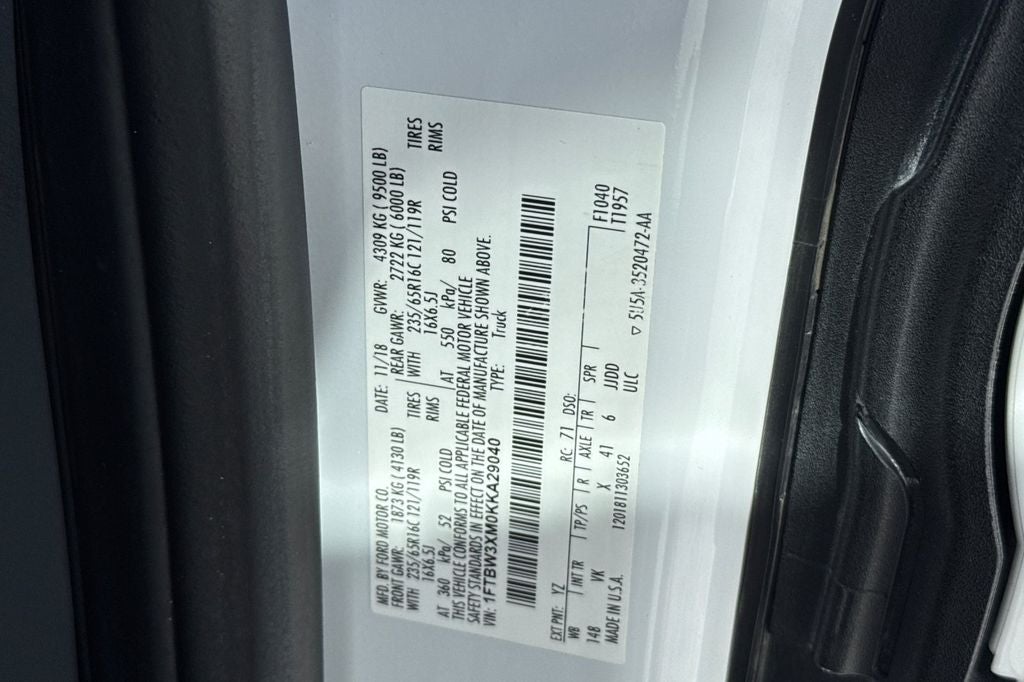 MFD. BY FORD MOTOR CO. DATE: 11/18 GVWR: 4309 KG ( 9500 LB)
FRONT GAWR: 1873 KG ( 4130 LB) REAR GAWR: 2722 KG ( 6000 LB)
WITH 235/65R16C 121/119R TIRES WITH 235/65R16C 121/119R TIRES
16X6.5J RIMS 16X6.5J RIMS
AT 360 kPa/ 52 PSI COLD AT 550 kPa/ 80 PSI COLD
THIS VEHICLE CONFORMS TO ALL APPLICABLE FEDERAL MOTOR VEHICLE
SAFETY STANDARDS IN EFFECT ON THE DATE OF MANUFACTURE SHOWN ABOVE.
VIN: 1FTBW3XM0KKA29040 TYPE: Truck
EXT PNT: YZ RC: 71 DSO: F1040
WB INT TR TP/PS R AXLE TR SPR T1957
148 VK X 41 6 JJDD
MADE IN U.S.A. 1201811303652 ULC ▽ 5U5A-3520472-AA